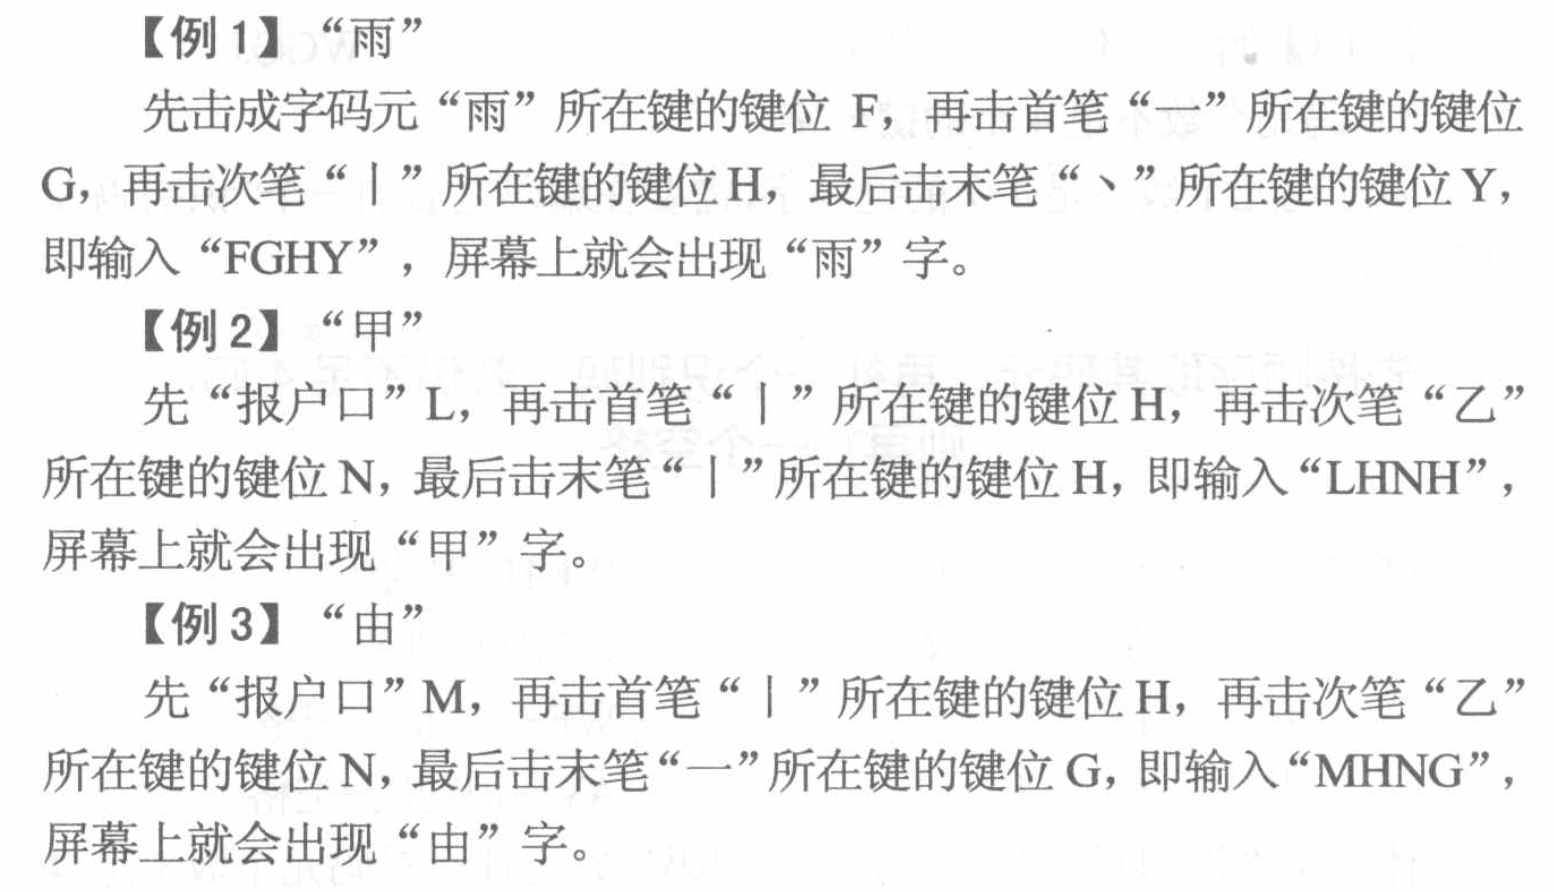 【例1】“雨”
先击成字码元“雨”所在键的键位 F，再击首笔“一”所在键的键位
G，再击次笔“丨”所在键的键位H，最后击末笔“丶”所在键的键位Y，
即输入“FGHY”，屏幕上就会出现“雨”字。
【例2】“甲”
先“报户口”L，再击首笔“丨”所在键的键位H，再击次笔“乙”
所在键的键位N，最后击末笔“丨”所在键的键位H，即输入“LHNH”，
屏幕上就会出现“甲”字。
【例3】“由”
先“报户口”M，再击首笔“丨”所在键的键位H，再击次笔“乙”
所在键的键位N，最后击末笔“一”所在键的键位G，即输入“MHNG”，
屏幕上就会出现“由”字。